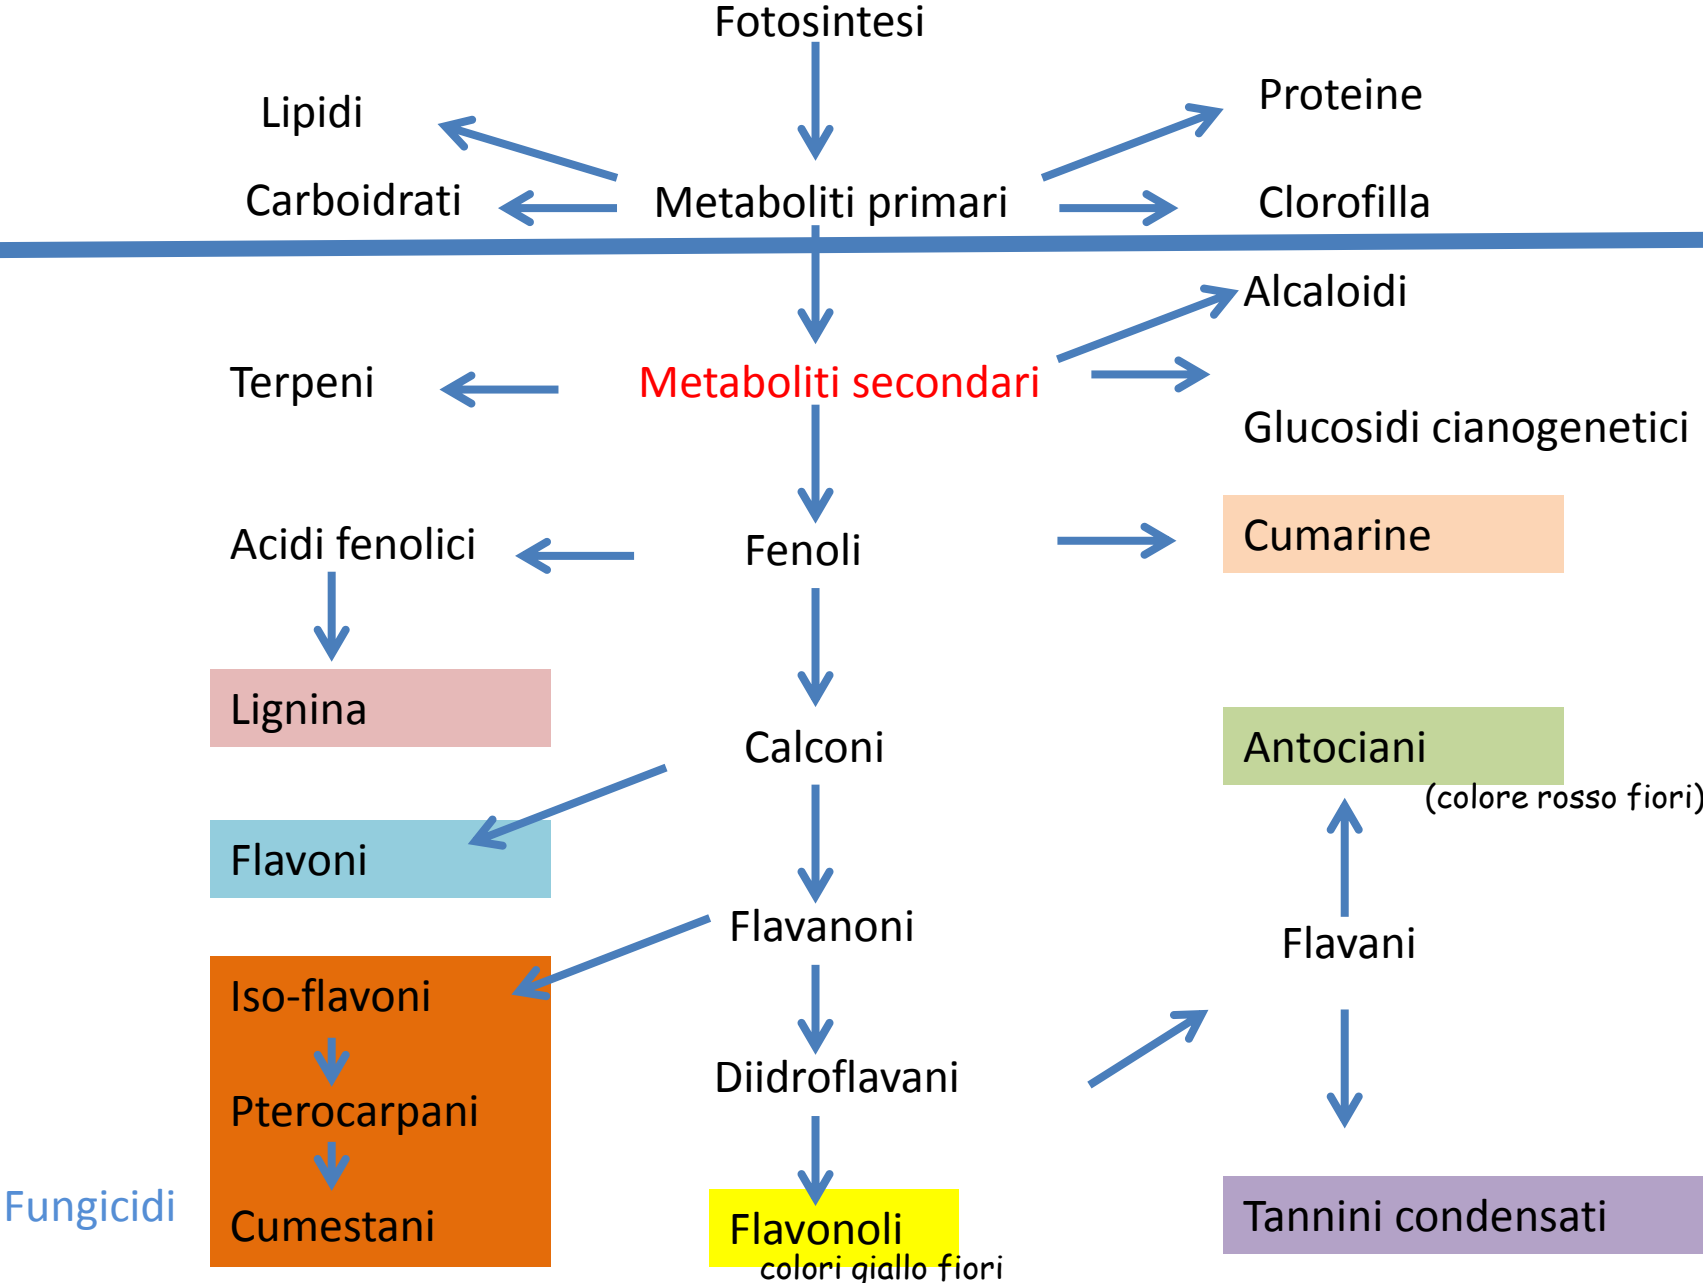 Fotosintesi
Lipidi
Proteine
Carboidrati
Metaboliti primari
Clorofilla
Alcaloidi
Terpeni
Metaboliti secondari
Glucosidi cianogenetici
Acidi fenolici
Fenoli
Cumarine
Lignina
Calconi
Antociani
(colore rosso fiori)
Flavoni
Flavanoni
Flavani
Iso-flavoni
Diidroflavani
Pterocarpani
Fungicidi
Cumestani
Flavonoli
colori giallo fiori
Tannini condensati